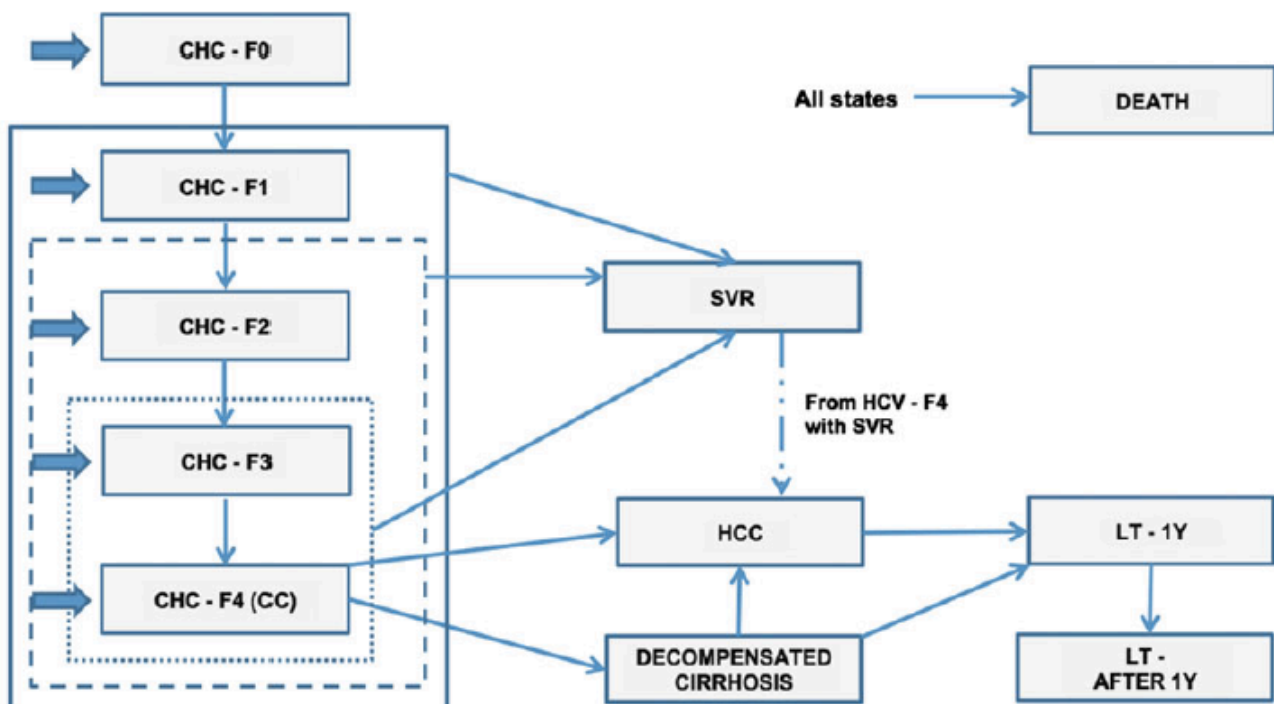 CHC - F0
All states
DEATH
CHC - F1
SVR
CHC - F2
From HCV - F4
with SVR
CHC - F3
HCC
LT - 1Y
CHC - F4 (CC)
DECOMPENSATED
CIRRHOSIS
LT -
AFTER 1Y